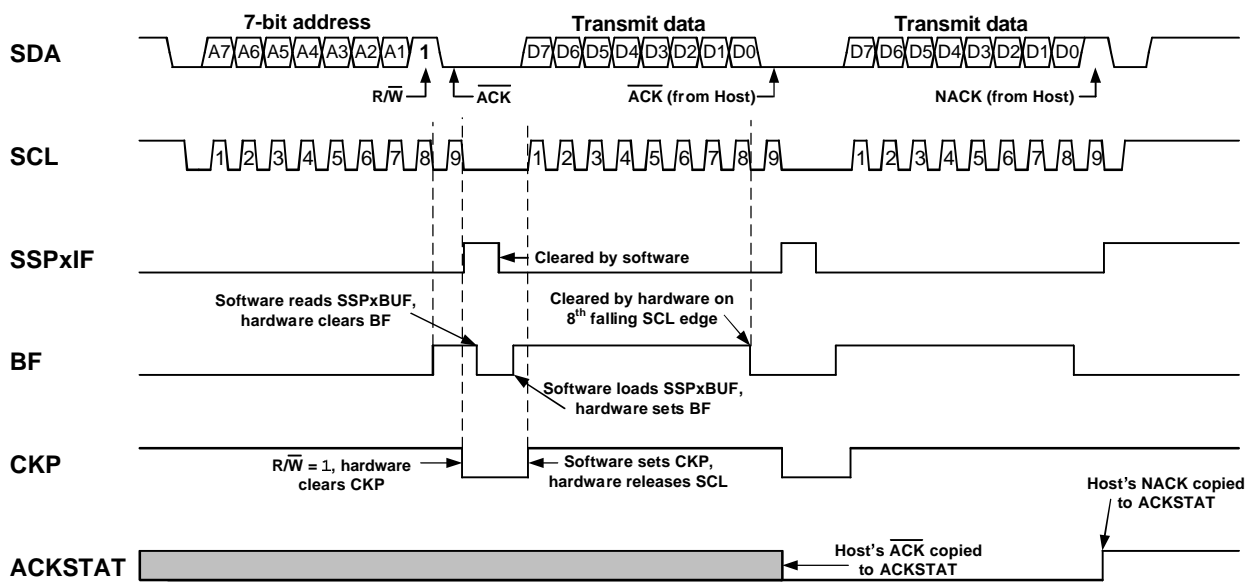 7-bit address Transmit data Transmit data
SDA
A7 A6 A5 A4 A3 A2 A1 1 D7 D6 D5 D4 D3 D2 D1 D0 D7 D6 D5 D4 D3 D2 D1 D0
R/W̅ A̅C̅K̅ A̅C̅K̅ (from Host) NACK (from Host)
SCL
1 2 3 4 5 6 7 8 9 1 2 3 4 5 6 7 8 9 1 2 3 4 5 6 7 8 9
SSPxIF
Cleared by software
Software reads SSPxBUF,
hardware clears BF
Cleared by hardware on
8th falling SCL edge
BF
Software loads SSPxBUF,
hardware sets BF
CKP
R/W̅ = 1, hardware
clears CKP
Software sets CKP,
hardware releases SCL
Host's NACK copied
to ACKSTAT
ACKSTAT
Host's A̅C̅K̅ copied
to ACKSTAT